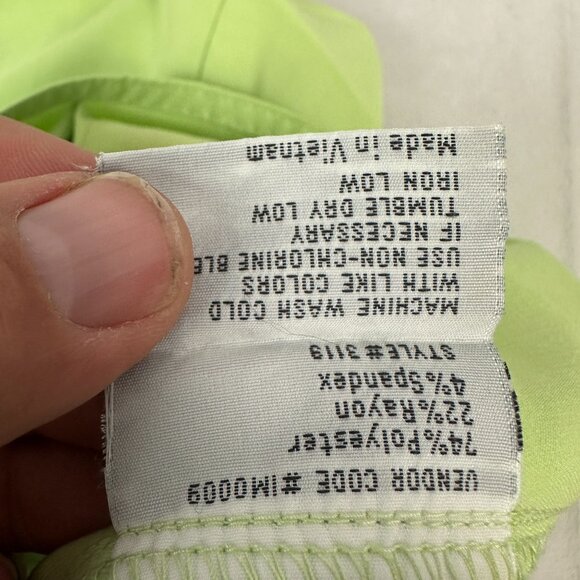 VENDOR CODE #IM0009
74%Polyester
22%Rayon
4%Spandex
STYLE#3118
MACHINE WASH COLD
WITH LIKE COLORS
USE NON-CHLORINE BLE
IF NECESSARY
TUMBLE DRY LOW
IRON LOW
Made in Vietnam